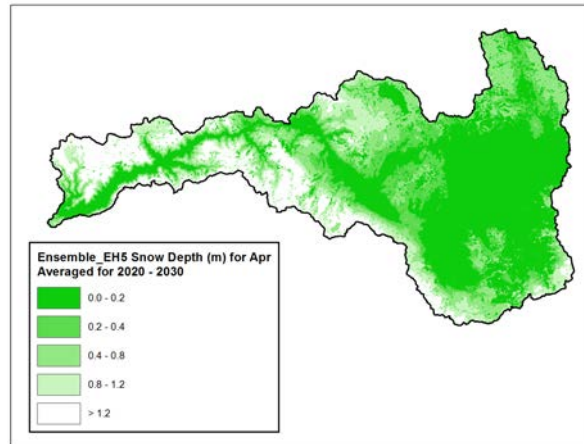 Ensemble_EH5 Snow Depth (m) for Apr
Averaged for 2020 - 2030
0.0 - 0.2
0.2 - 0.4
0.4 - 0.8
0.8 - 1.2
> 1.2